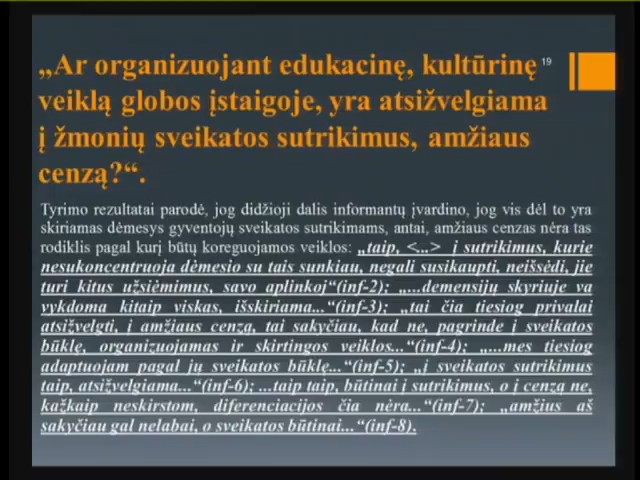 „Ar organizuojant edukacinę, kultūrinę
19
veiklą globos įstaigoje, yra atsižvelgiama
į žmonių sveikatos sutrikimus, amžiaus
cenzą?“.
Tyrimo rezultatai parodė, jog didžioji dalis informantų įvardino, jog vis dėl to yra
skiriamas dėmesys gyventojų sveikatos sutrikimams, antai, amžiaus cenzas nėra tas
rodiklis pagal kurį būtų koreguojamos veiklos: „taip, <...> į sutrikimus, kurie
nesukoncentruoja dėmesio su tais sunkiau, negali susikaupti, neišsėdi, jie
turi kitus užsiėmimus, savo aplinkoj“(inf-2); „...demensijų skyriuje va
vykdoma kitaip viskas, išskiriama...“(inf-3); „tai čia tiesiog privalai
atsižvelgti, į amžiaus cenzą, tai sakyčiau, kad ne, pagrinde į sveikatos
būklę, organizuojamas ir skirtingos veiklos...“(inf-4); „...mes tiesiog
adaptuojam pagal jų sveikatos būklę...“(inf-5); „į sveikatos sutrikimus
taip, atsižvelgiama...“(inf-6); ...taip taip, būtinai į sutrikimus, o į cenzą ne,
kažkaip neskirstom, diferenciacijos čia nėra...“(inf-7); „amžius aš
sakyčiau gal nelabai, o sveikatos būtinai...“(inf-8).